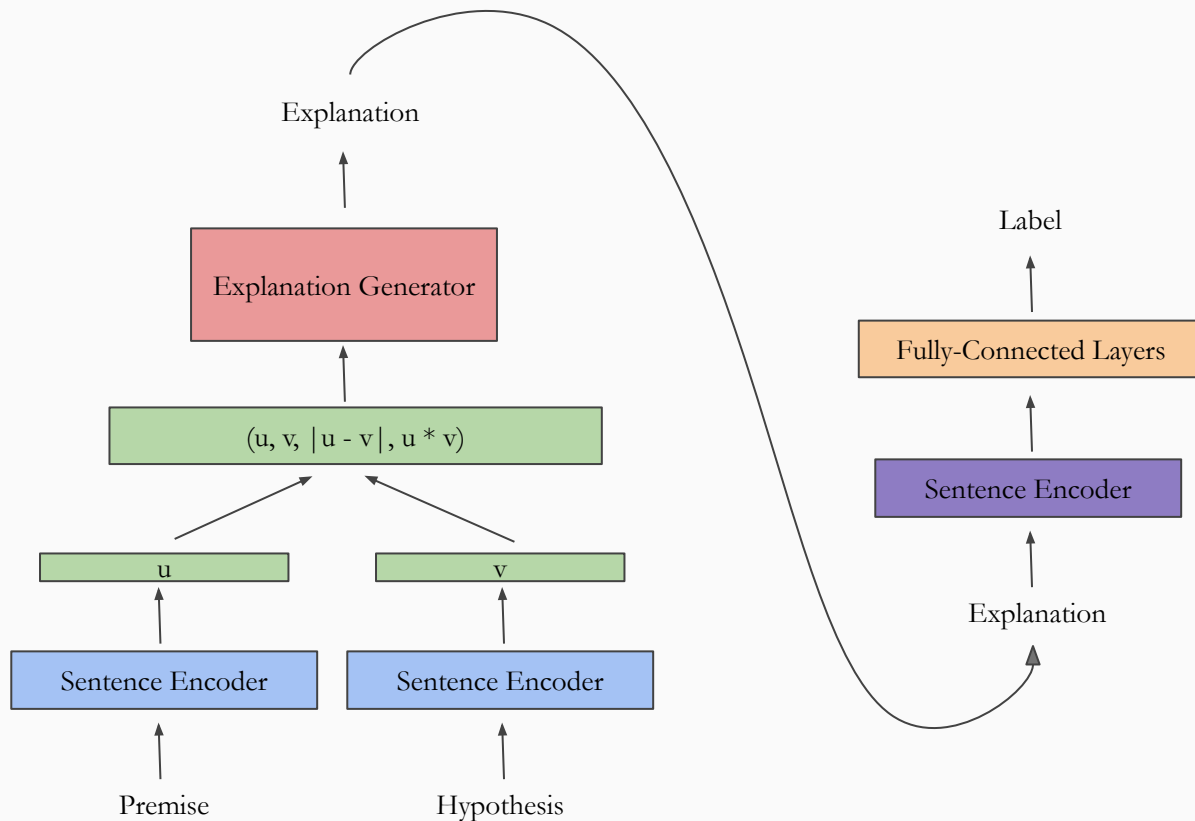 Explanation
Explanation Generator
(u, v, |u - v|, u * v)
u
v
Sentence Encoder
Sentence Encoder
Premise
Hypothesis
Label
Fully-Connected Layers
Sentence Encoder
Explanation